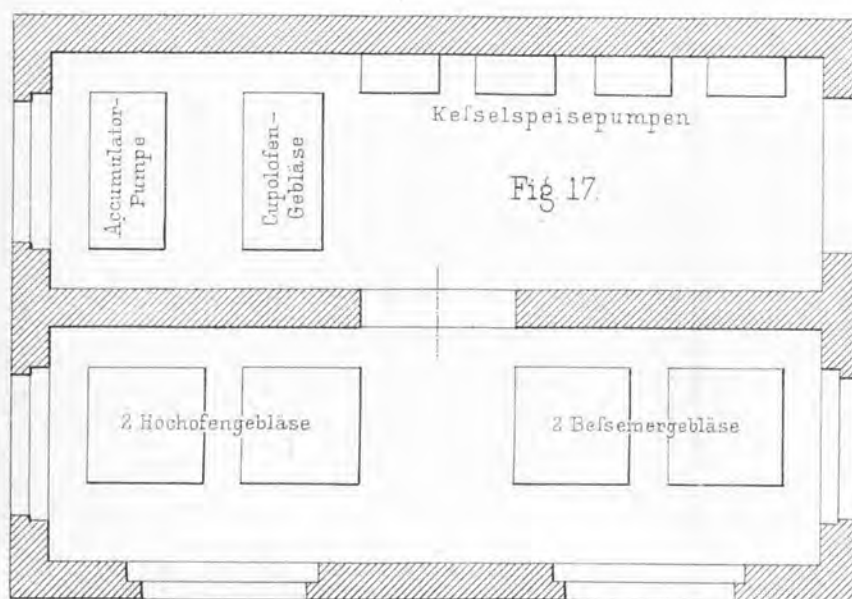 Accumulator-
Pumpe
Cupolofen-
Gebläse
Keſselspeisepumpen
Fig. 17.
2 Hochofengebläse
2 Beſsemergebläse